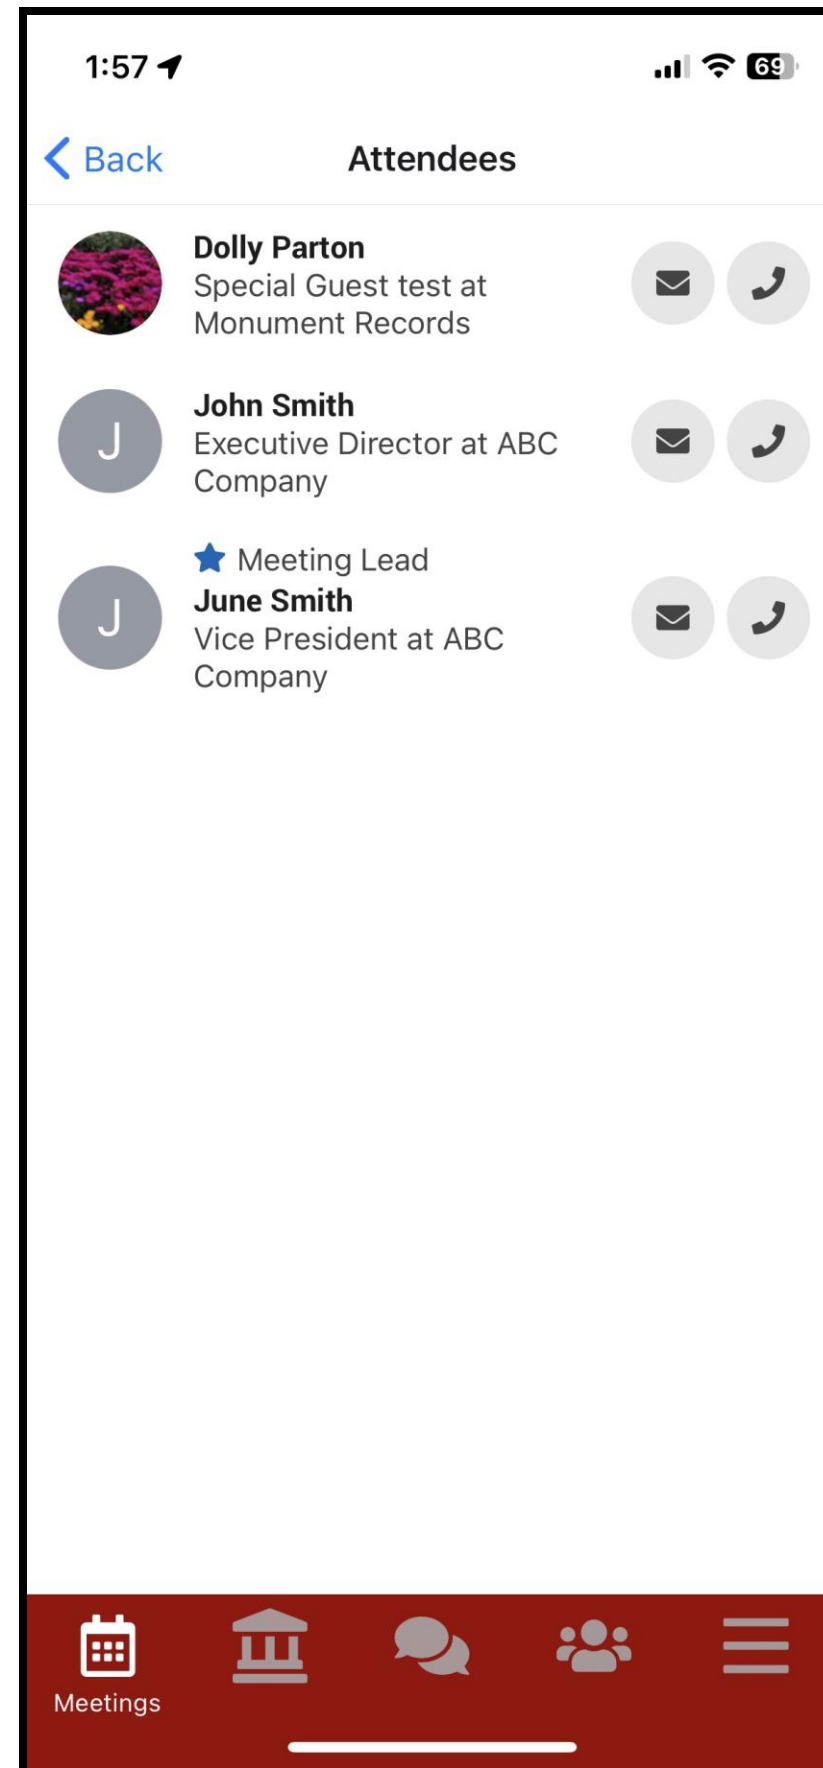 1:57
69
Back
Attendees
Dolly Parton
Special Guest test at
Monument Records
J
John Smith
Executive Director at ABC
Company
Meeting Lead
J
June Smith
Vice President at ABC
Company
Meetings